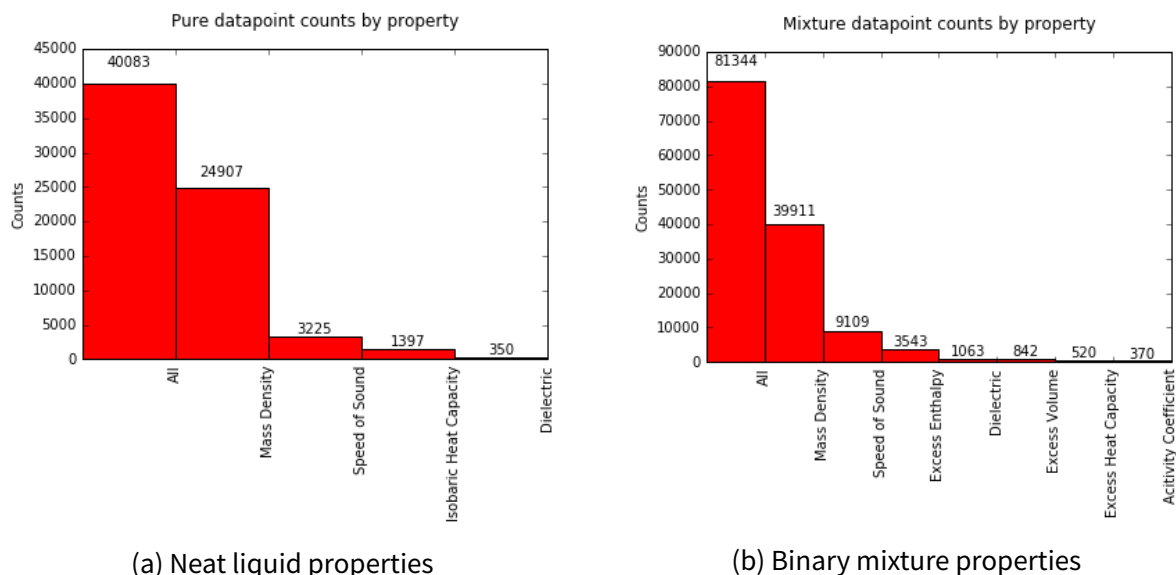 Pure datapoint counts by property
45000
40000
35000
30000
25000
20000
15000
10000
5000
0
Counts
40083
24907
3225
1397
350
All
Mass Density
Speed of Sound
Isobaric Heat Capacity
Dielectric
(a) Neat liquid properties
Mixture datapoint counts by property
90000
80000
70000
60000
50000
40000
30000
20000
10000
0
Counts
81344
39911
9109
3543
1063
842
520
370
All
Mass Density
Speed of Sound
Excess Enthalpy
Dielectric
Excess Volume
Excess Heat Capacity
Acitivity Coefficient
(b) Binary mixture properties